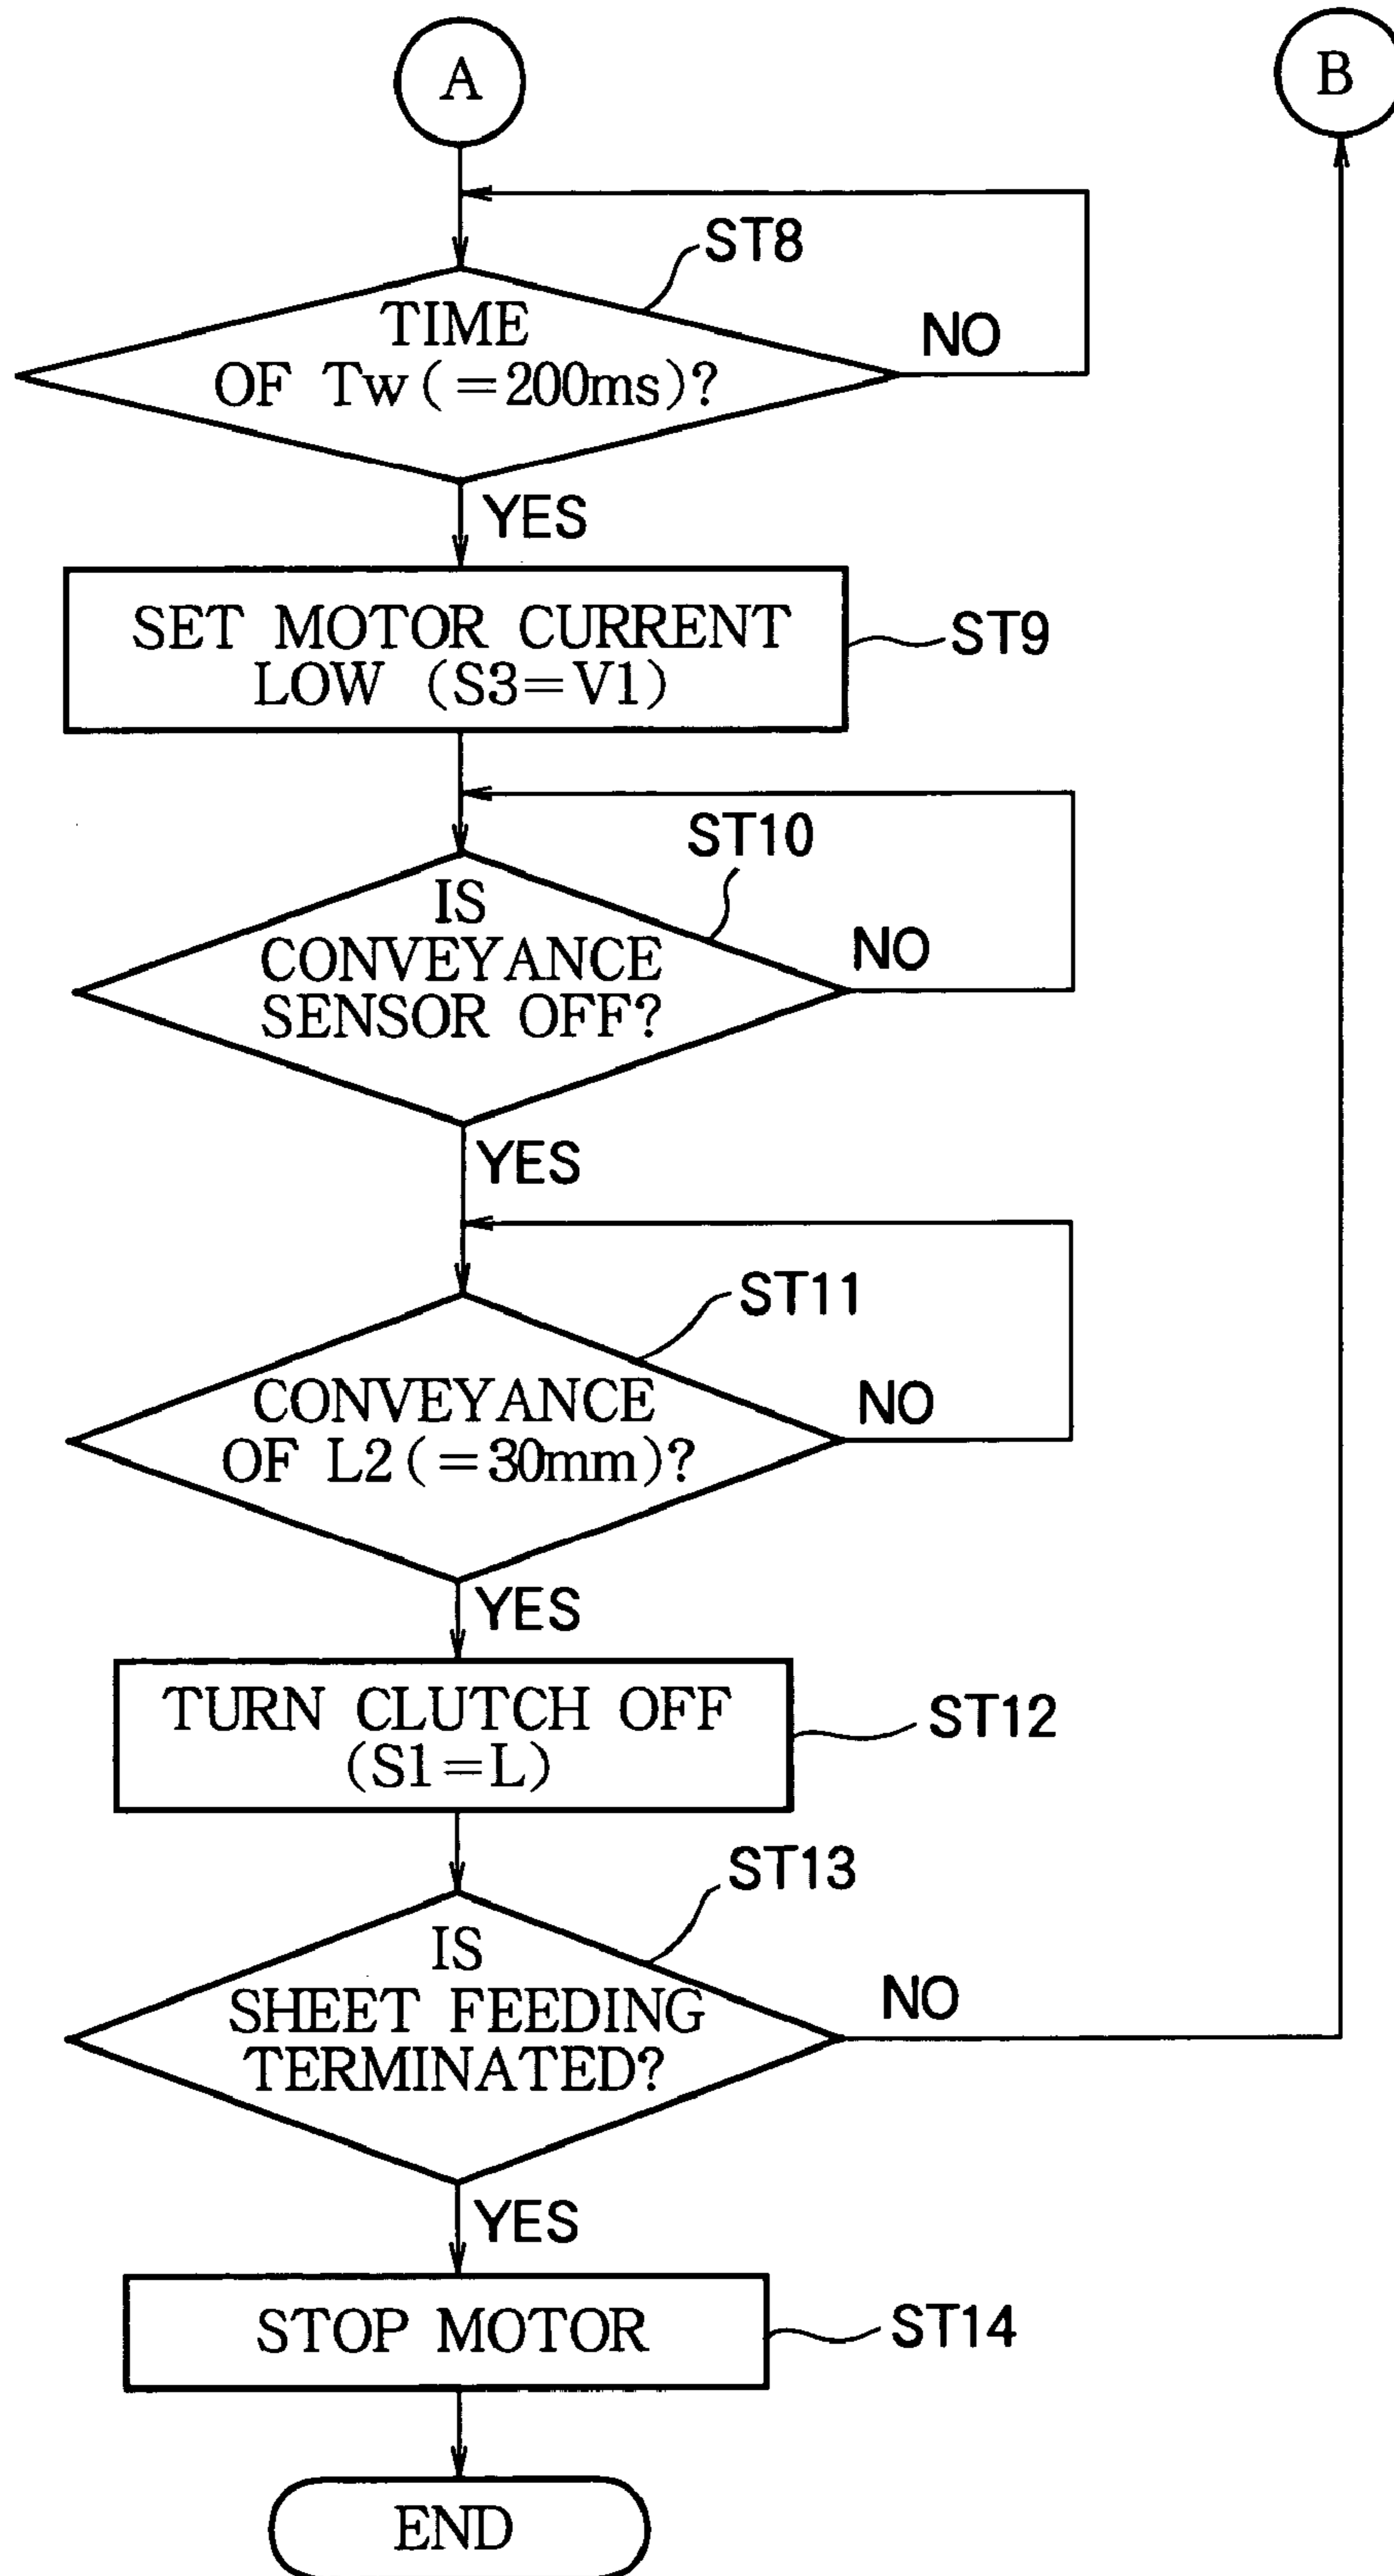 A
B
ST8
TIME
OF Tw(=200ms)?
NO
YES
SET MOTOR CURRENT
LOW (S3=V1)
ST9
ST10
IS
CONVEYANCE
SENSOR OFF?
NO
YES
ST11
CONVEYANCE
OF L2(=30mm)?
NO
YES
TURN CLUTCH OFF
(S1=L)
ST12
ST13
IS
SHEET FEEDING
TERMINATED?
NO
YES
STOP MOTOR
ST14
END